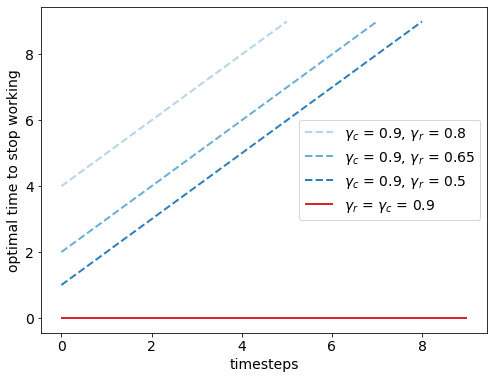 optimal time to stop working
8
6
4
2
0
γc = 0.9, γr = 0.8
γc = 0.9, γr = 0.65
γc = 0.9, γr = 0.5
γr = γc = 0.9
0 2 4 6 8
timesteps